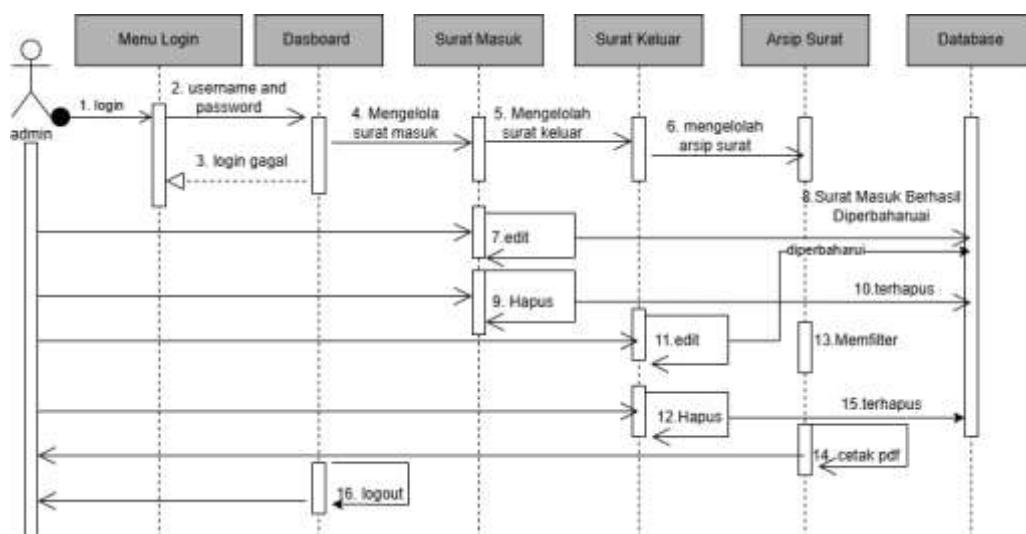 Menu Login
Dasboard
Surat Masuk
Surat Keluar
Arsip Surat
Database
admin
1. login
2. username and
password
3. login gagal
4. Mengelola
surat masuk
5. Mengelolah
surat keluar
6. mengelolah
arsip surat
8.Surat Masuk Berhasil
Diperbaharuai
7.edit
diperbaharui
9. Hapus
10.terhapus
11.edit
13.Memfilter
12.Hapus
15.terhapus
14. cetak pdf
16. logout